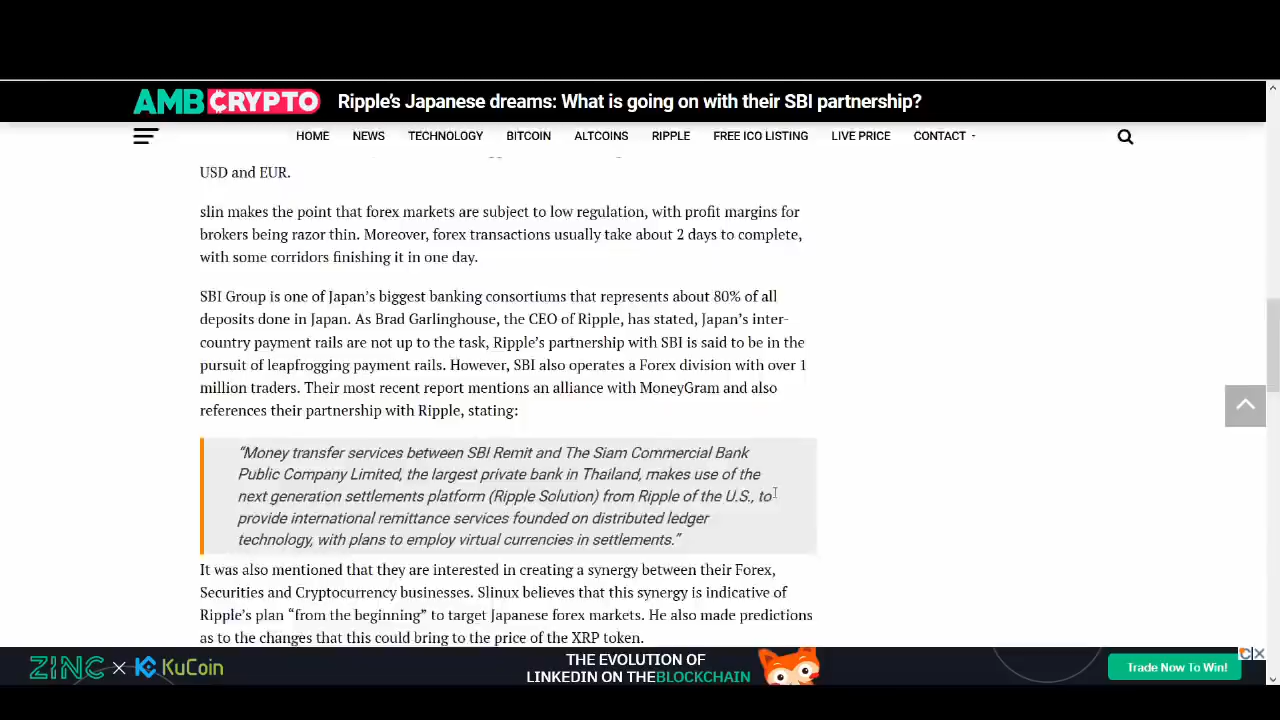 AMBCRYPTO Ripple's Japanese dreams: What is going on with their SBI partnership?
HOME NEWS TECHNOLOGY BITCOIN ALTCOINS RIPPLE FREE ICO LISTING LIVE PRICE CONTACT
USD and EUR.
slin makes the point that forex markets are subject to low regulation, with profit margins for
brokers being razor thin. Moreover, forex transactions usually take about 2 days to complete,
with some corridors finishing it in one day.
SBI Group is one of Japan's biggest banking consortiums that represents about 80% of all
deposits done in Japan. As Brad Garlinghouse, the CEO of Ripple, has stated, Japan's inter-
country payment rails are not up to the task, Ripple's partnership with SBI is said to be in the
pursuit of leapfrogging payment rails. However, SBI also operates a Forex division with over 1
million traders. Their most recent report mentions an alliance with MoneyGram and also
references their partnership with Ripple, stating:
“Money transfer services between SBI Remit and The Siam Commercial Bank
Public Company Limited, the largest private bank in Thailand, makes use of the
next generation settlements platform (Ripple Solution) from Ripple of the U.S., to
provide international remittance services founded on distributed ledger
technology, with plans to employ virtual currencies in settlements.”
It was also mentioned that they are interested in creating a synergy between their Forex,
Securities and Cryptocurrency businesses. Slinux believes that this synergy is indicative of
Ripple's plan “from the beginning” to target Japanese forex markets. He also made predictions
as to the changes that this could bring to the price of the XRP token.
ZINC × KuCoin
THE EVOLUTION OF
LINKEDIN ON THE BLOCKCHAIN
Trade Now To Win!